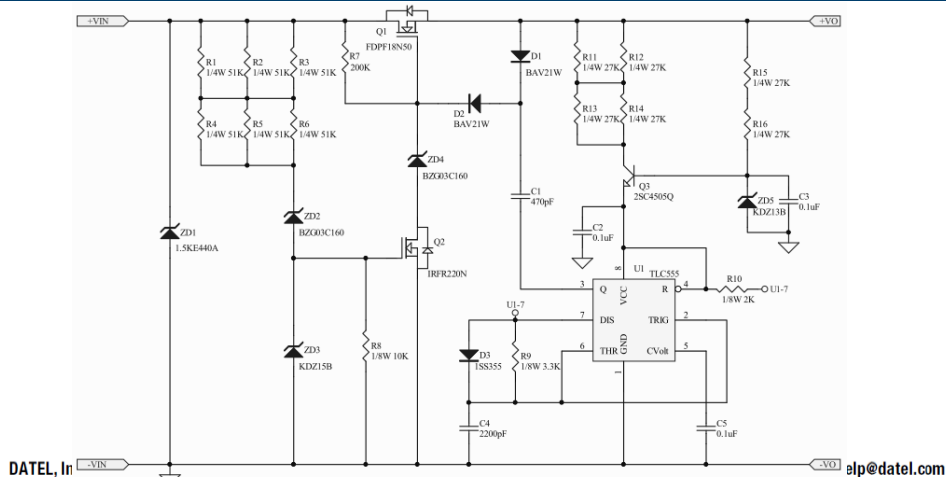 +VIN
+VO
Q1
FDPF18N50
R1
1/4W 51K
R2
1/4W 51K
R3
1/4W 51K
R7
200K
D1
BAV21W
R11
1/4W 27K
R12
1/4W 27K
R15
1/4W 27K
R4
1/4W 51K
R5
1/4W 51K
R6
1/4W 51K
D2
BAV21W
R13
1/4W 27K
R14
1/4W 27K
R16
1/4W 27K
ZD4
BZG03C160
Q3
2SC4505Q
C1
470pF
ZD5
KDZ13B
C3
0.1uF
ZD2
BZG03C160
ZD1
1.5KE440A
Q2
IRFR220N
C2
0.1uF
U1
TLC555
8
VCC
3
Q
R
4
R10
1/8W 2K
U1-7
U1-7
7
DIS
TRIG
2
6
THR
GND
CVolt
5
1
ZD3
KDZ15B
R8
1/8W 10K
D3
1SS355
R9
1/8W 3.3K
C4
2200pF
C5
0.1uF
-VIN
-VO
DATEL, In
elp@datel.com